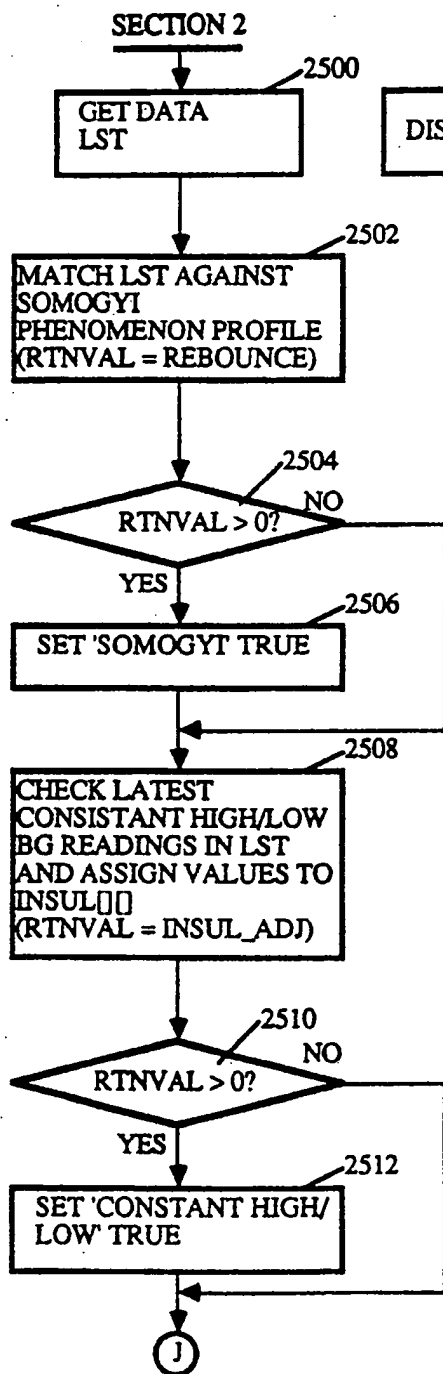 SECTION 2
2500
GET DATA
LST
DIS
2502
MATCH LST AGAINST
SOMOGYI
PHENOMENON PROFILE
(RTNVAL = REBOUNCE)
2504
NO
RTNVAL > 0?
YES
2506
SET 'SOMOGYI' TRUE
2508
CHECK LATEST
CONSISTANT HIGH/LOW
BG READINGS IN LST
AND ASSIGN VALUES TO
INSUL[][]
(RTNVAL = INSUL_ADJ)
2510
NO
RTNVAL > 0?
YES
2512
SET 'CONSTANT HIGH/
LOW' TRUE
J